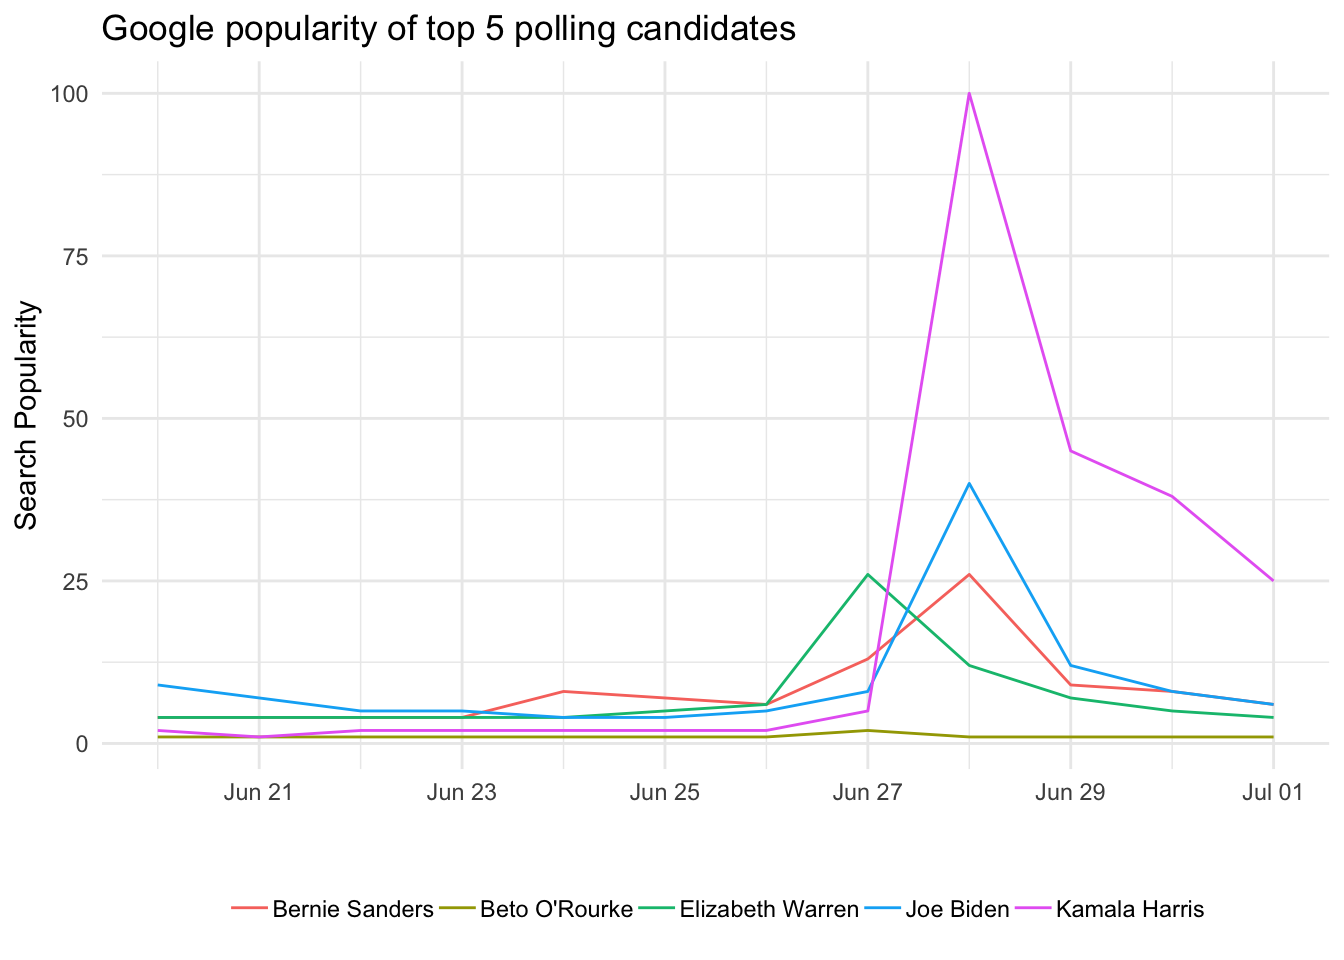 Google popularity of top 5 polling candidates
Search Popularity
100
75
50
25
0
Jun 21 Jun 23 Jun 25 Jun 27 Jun 29 Jul 01
Bernie Sanders Beto O'Rourke Elizabeth Warren Joe Biden Kamala Harris